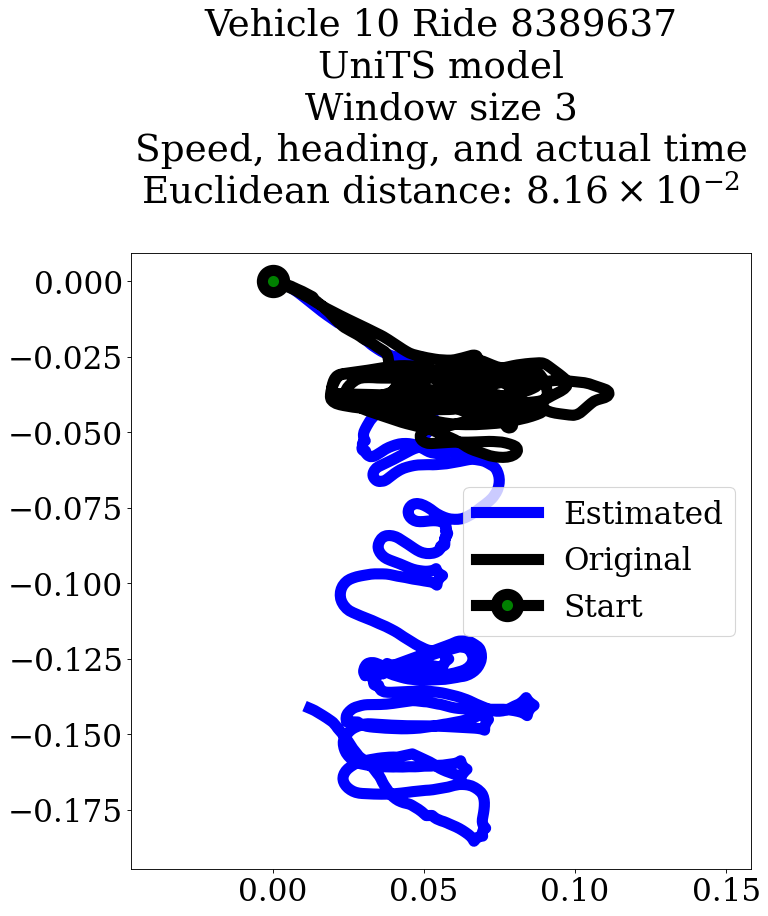 Vehicle 10 Ride 8389637
UniTS model
Window size 3
Speed, heading, and actual time
Euclidean distance: 8.16 × 10⁻²
0.000
−0.025
−0.050
−0.075
−0.100
−0.125
−0.150
−0.175
Estimated
Original
Start
0.00 0.05 0.10 0.15